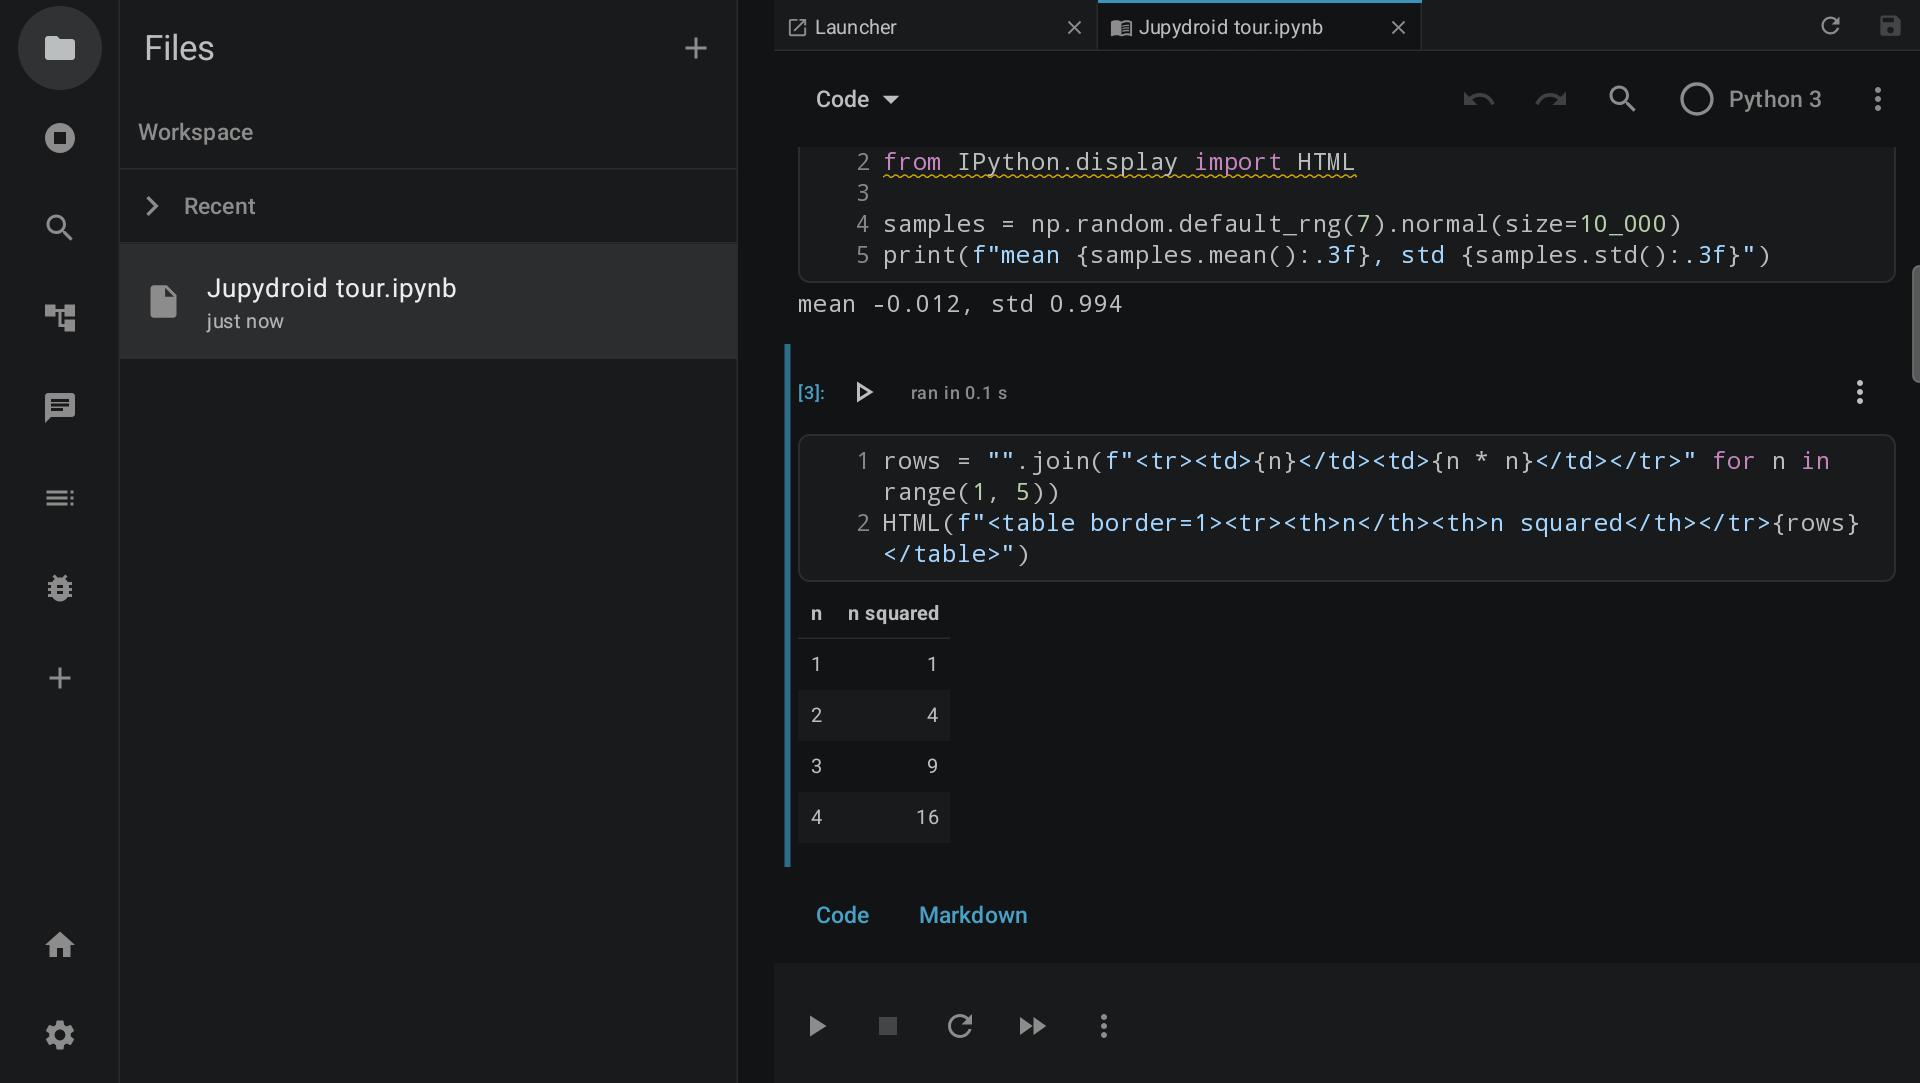 Files
Workspace
Recent
Jupydroid tour.ipynb
just now
Launcher
Jupydroid tour.ipynb
Code
Python 3
2 from IPython.display import HTML
3
4 samples = np.random.default_rng(7).normal(size=10_000)
5 print(f"mean {samples.mean():.3f}, std {samples.std():.3f}")
mean -0.012, std 0.994
[3]:
ran in 0.1 s
1 rows = "".join(f"<tr><td>{n}</td><td>{n * n}</td></tr>" for n in
range(1, 5))
2 HTML(f"<table border=1><tr><th>n</th><th>n squared</th></tr>{rows}
</table>")
n n squared
1 1
2 4
3 9
4 16
Code Markdown